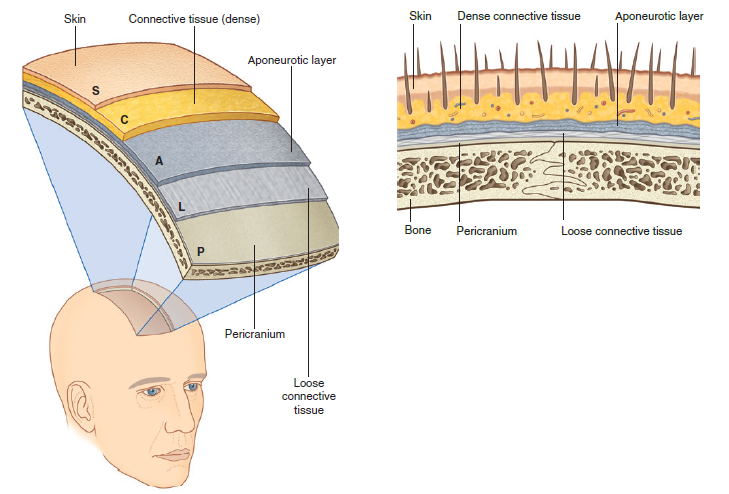 Skin
Connective tissue (dense)
Aponeurotic layer
S
C
A
L
P
Pericranium
Loose
connective
tissue
Skin
Dense connective tissue
Aponeurotic layer
Bone
Pericranium
Loose connective tissue